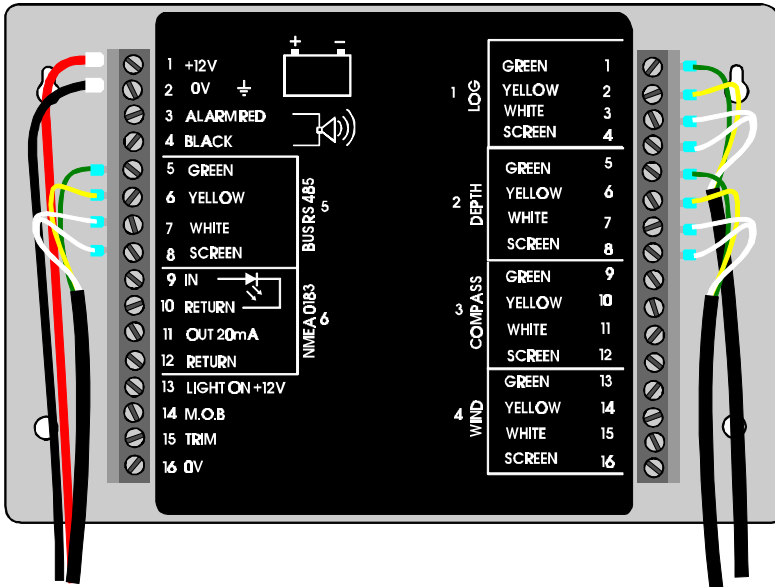 + -
1 +12V
2 0V
3 ALARM RED
4 BLACK
5 GREEN
6 YELLOW
7 WHITE
8 SCREEN
BUS RS 485
5
9 IN
10 RETURN
11 OUT 20mA
12 RETURN
NMEA 0183
6
13 LIGHT ON +12V
14 M.O.B
15 TRIM
16 0V
1 LOG
GREEN 1
YELLOW 2
WHITE 3
SCREEN 4
2 DEPTH
GREEN 5
YELLOW 6
WHITE 7
SCREEN 8
3 COMPASS
GREEN 9
YELLOW 10
WHITE 11
SCREEN 12
4 WIND
GREEN 13
YELLOW 14
WHITE 15
SCREEN 16